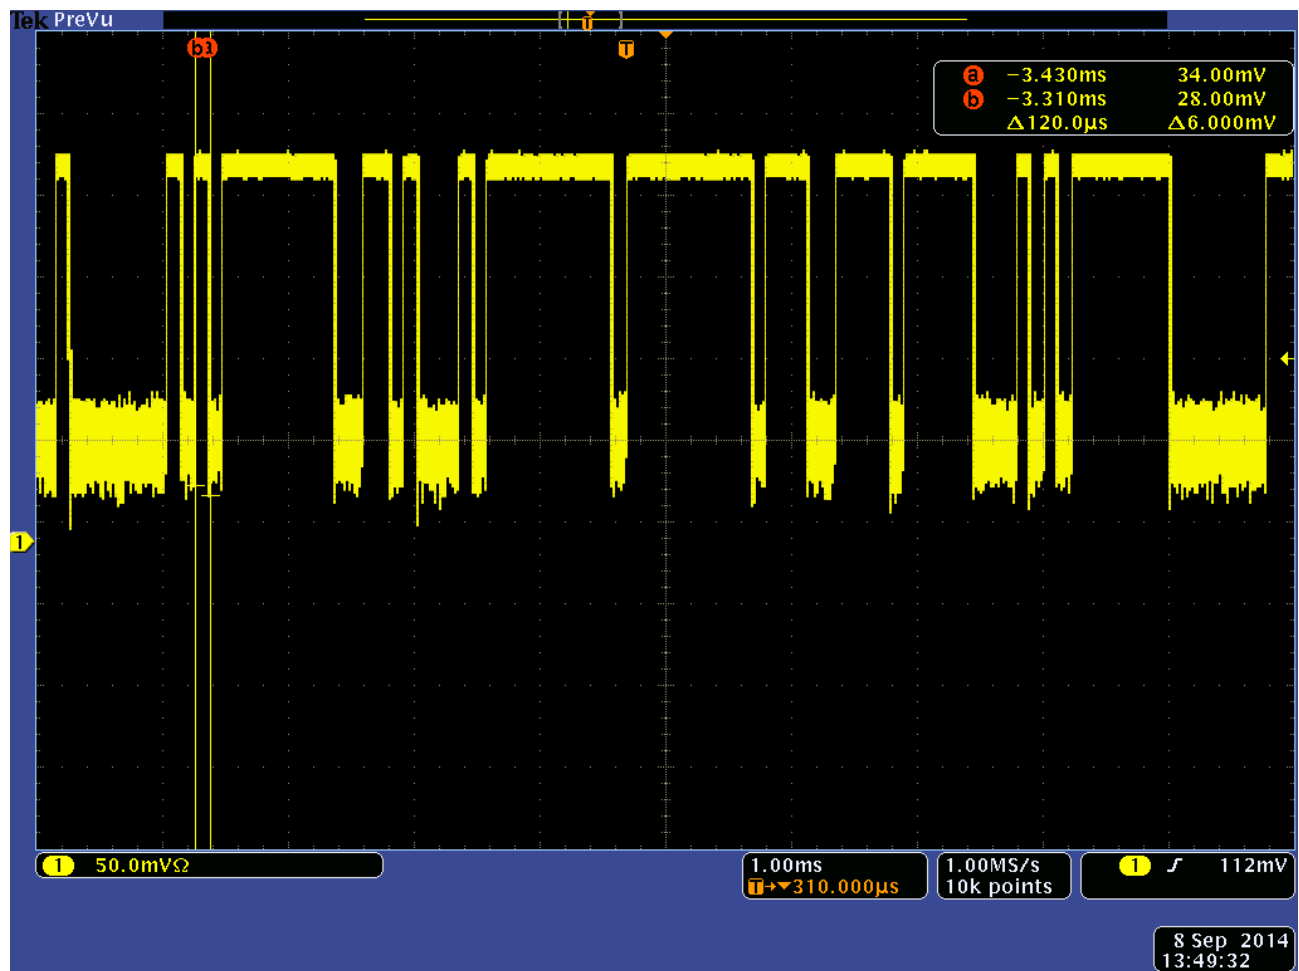 Tek PreVu
T
b a
T
a −3.430ms 34.00mV
b −3.310ms 28.00mV
Δ120.0µs Δ6.000mV
1
1 50.0mVΩ
1.00ms
T→▼310.000µs
1.00MS/s
10k points
1 112mV
8 Sep 2014
13:49:32